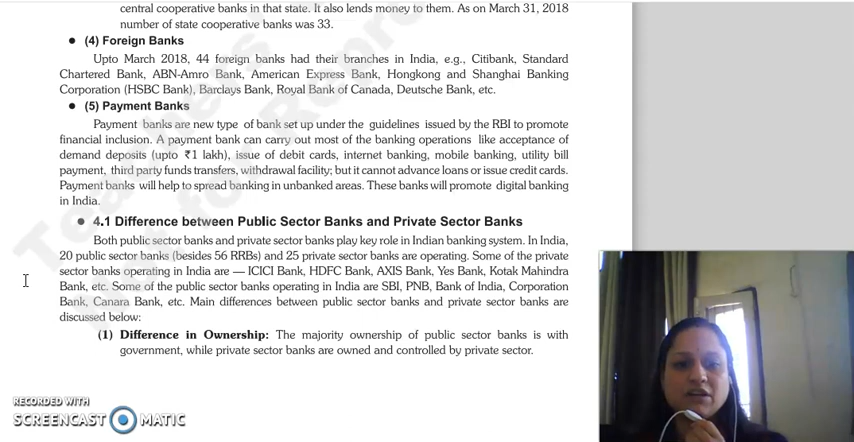 central cooperative banks in that state. It also lends money to them. As on March 31, 2018
number of state cooperative banks was 33.
• (4) Foreign Banks
Upto March 2018, 44 foreign banks had their branches in India, e.g., Citibank, Standard
Chartered Bank, ABN-Amro Bank, American Express Bank, Hongkong and Shanghai Banking
Corporation (HSBC Bank), Barclays Bank, Royal Bank of Canada, Deutsche Bank, etc.
• (5) Payment Banks
Payment banks are new type of bank set up under the guidelines issued by the RBI to promote
financial inclusion. A payment bank can carry out most of the banking operations like acceptance of
demand deposits (upto ₹1 lakh), issue of debit cards, internet banking, mobile banking, utility bill
payment, third party funds transfers, withdrawal facility; but it cannot advance loans or issue credit cards.
Payment banks will help to spread banking in unbanked areas. These banks will promote digital banking
in India.
• 4.1 Difference between Public Sector Banks and Private Sector Banks
Both public sector banks and private sector banks play key role in Indian banking system. In India,
20 public sector banks (besides 56 RRBs) and 25 private sector banks are operating. Some of the private
sector banks operating in India are — ICICI Bank, HDFC Bank, AXIS Bank, Yes Bank, Kotak Mahindra
Bank, etc. Some of the public sector banks operating in India are SBI, PNB, Bank of India, Corporation
Bank, Canara Bank, etc. Main differences between public sector banks and private sector banks are
discussed below:
(1) Difference in Ownership: The majority ownership of public sector banks is with
government, while private sector banks are owned and controlled by private sector.
RECORDED WITH
SCREENCAST MATIC